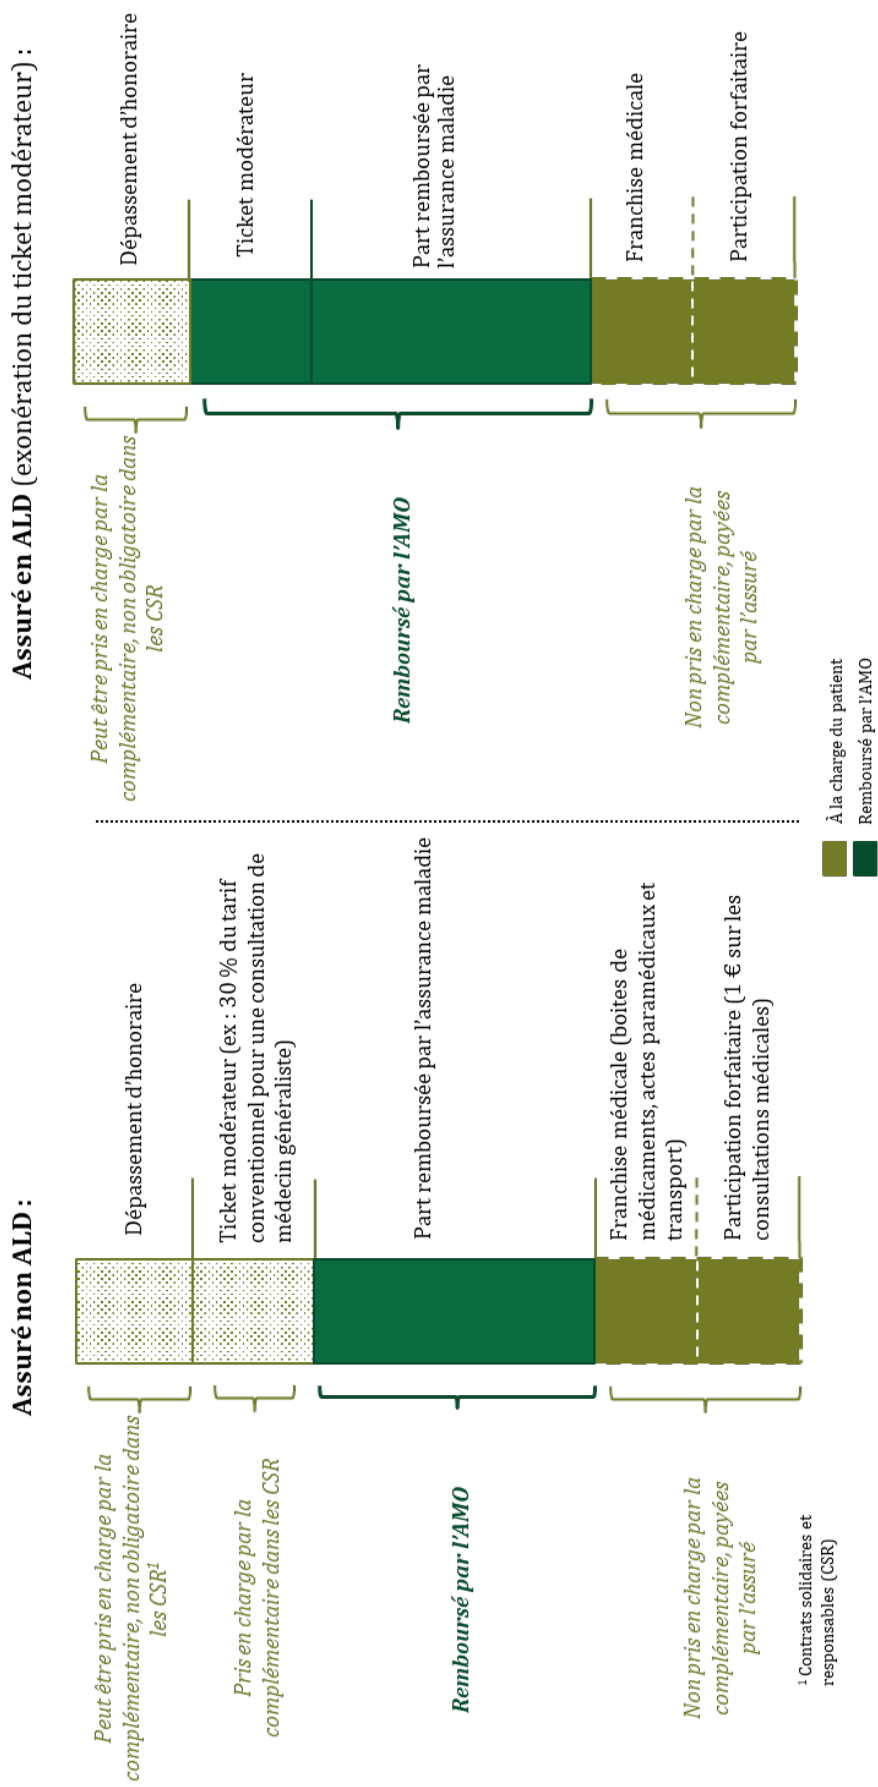 Assuré non ALD :
Peut être pris en charge par la
complémentaire, non obligatoire dans
les CSR¹
Dépassement d'honoraire
Pris en charge par la
complémentaire dans les CSR
Ticket modérateur (ex : 30 % du tarif
conventionnel pour une consultation de
médecin généraliste)
Remboursé par l'AMO
Part remboursée par l'assurance maladie
Non pris en charge par la
complémentaire, payées
par l'assuré
Franchise médicale (boites de
médicaments, actes paramédicaux et
transport)
Participation forfaitaire (1 € sur les
consultations médicales)
¹ Contrats solidaires et
responsables (CSR)
Assuré en ALD (exonération du ticket modérateur) :
Peut être pris en charge par la
complémentaire, non obligatoire dans
les CSR
Dépassement d'honoraire
Ticket modérateur
Remboursé par l'AMO
Part remboursée par
l'assurance maladie
Non pris en charge par la
complémentaire, payées
par l'assuré
Franchise médicale
Participation forfaitaire
À la charge du patient
Remboursé par l'AMO